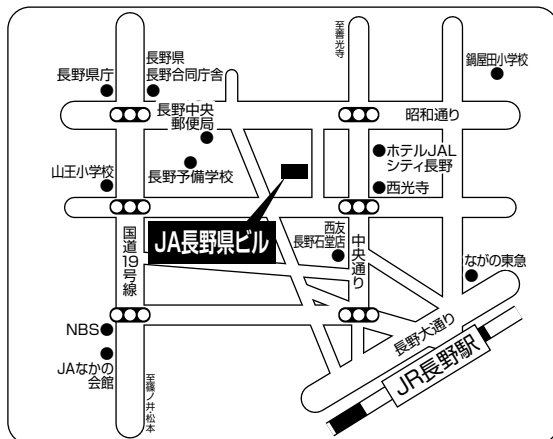 至善光寺
長野県
長野合同庁舎
長野県庁
鍋屋田小学校
長野中央
郵便局
昭和通り
ホテルJAL
シティ長野
長野予備学校
山王小学校
西光寺
JA長野県ビル
西友
長野石堂店
国道19号線
中央通り
ながの東急
長野大通り
JR長野駅
NBS
JAながの
会館
至篠ノ井・松本